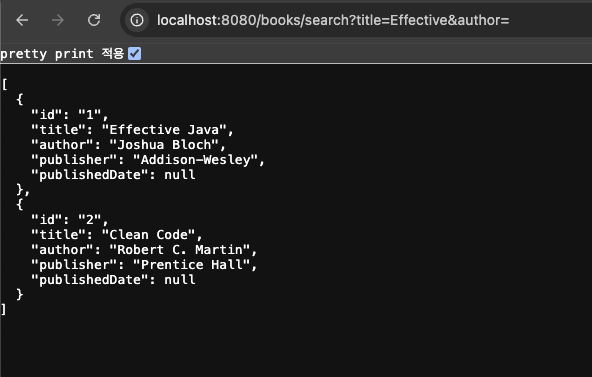 localhost:8080/books/search?title=Effective&author=
pretty print 적용
[
  {
    "id": "1",
    "title": "Effective Java",
    "author": "Joshua Bloch",
    "publisher": "Addison-Wesley",
    "publishedDate": null
  },
  {
    "id": "2",
    "title": "Clean Code",
    "author": "Robert C. Martin",
    "publisher": "Prentice Hall",
    "publishedDate": null
  }
]